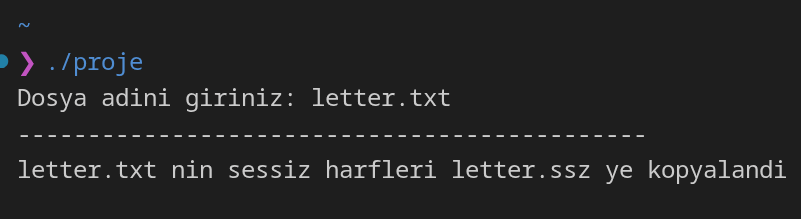 ~
❯ ./proje
Dosya adini giriniz: letter.txt
---------------------------------------------
letter.txt nin sessiz harfleri letter.ssz ye kopyalandi